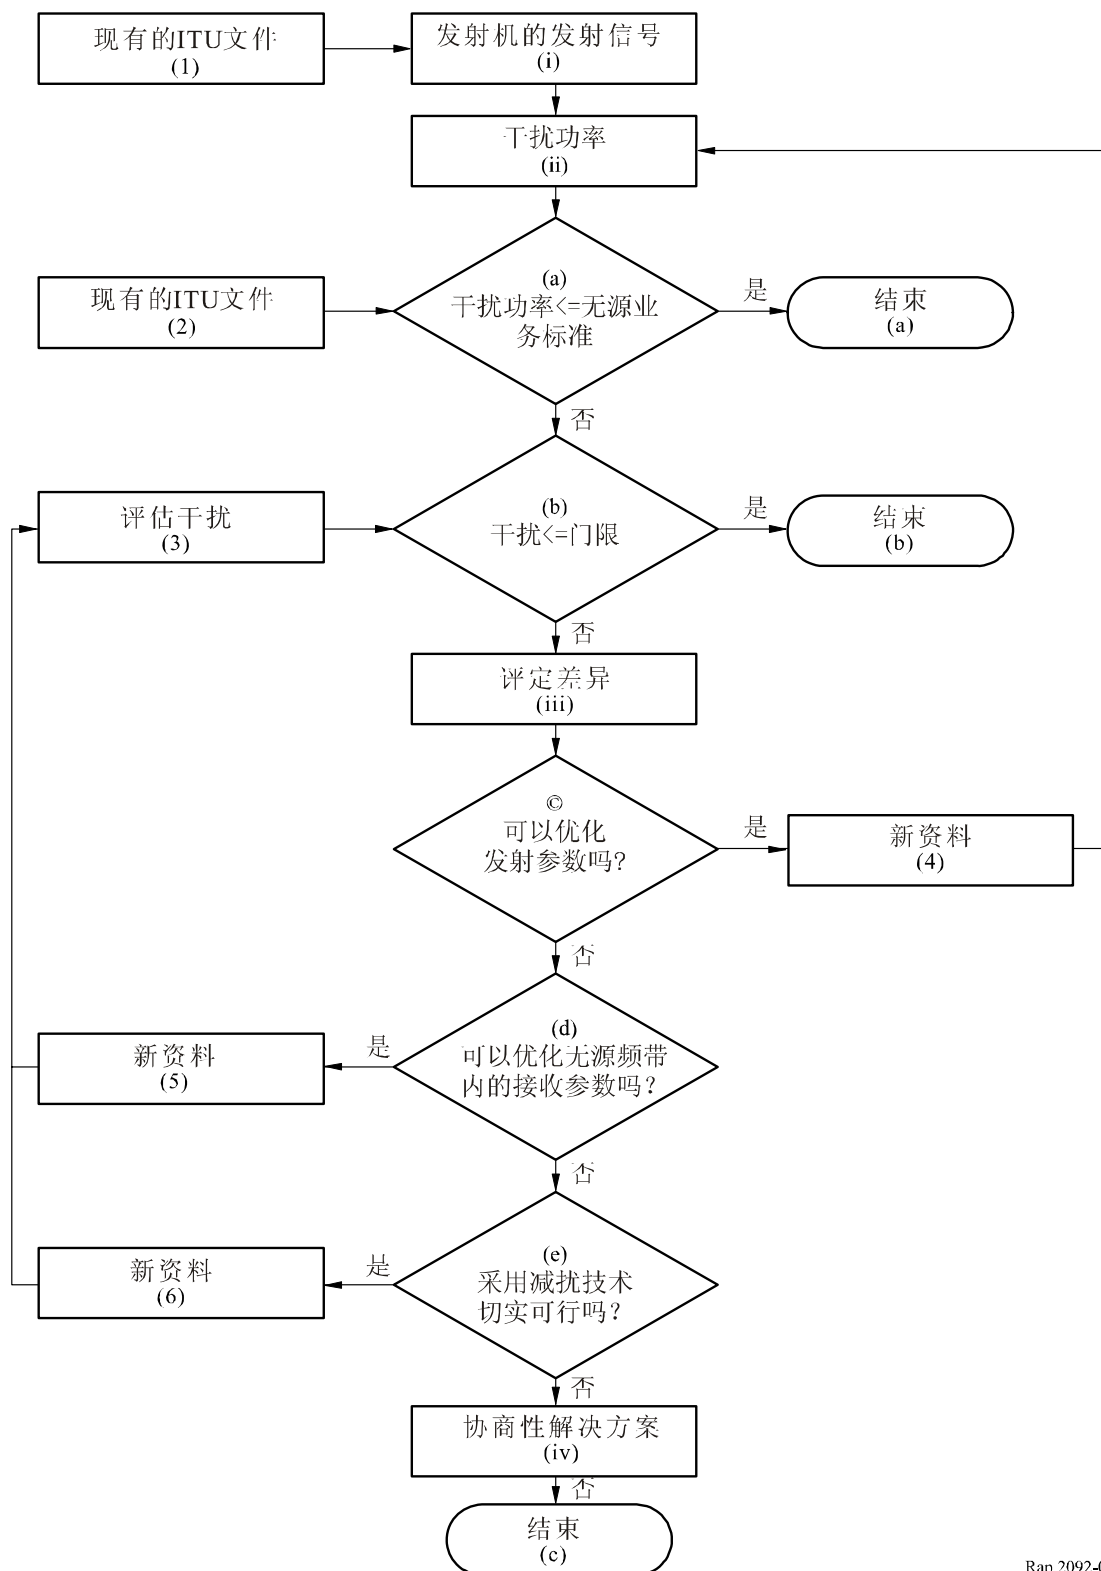 现有的ITU文件
(1)
发射机的发射信号
(i)
干扰功率
(ii)
现有的ITU文件
(2)
(a)
干扰功率<=无源业
务标准
是
结束
(a)
否
评估干扰
(3)
(b)
干扰<=门限
是
结束
(b)
否
评定差异
(iii)
©
可以优化
发射参数吗?
是
新资料
(4)
否
新资料
(5)
是
(d)
可以优化无源频带
内的接收参数吗?
否
新资料
(6)
是
(e)
采用减扰技术
切实可行吗?
否
协商性解决方案
(iv)
否
结束
(c)